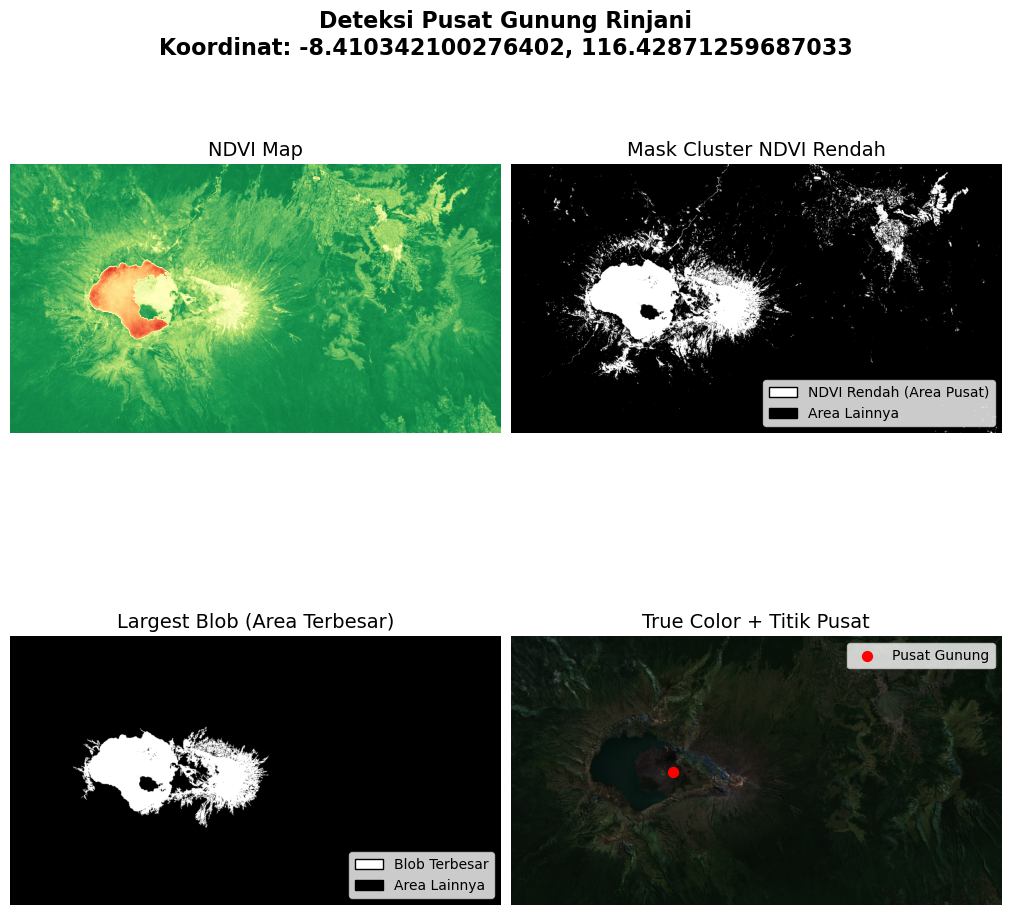 Deteksi Pusat Gunung Rinjani
Koordinat: -8.410342100276402, 116.42871259687033
NDVI Map
Mask Cluster NDVI Rendah
NDVI Rendah (Area Pusat)
Area Lainnya
Largest Blob (Area Terbesar)
True Color + Titik Pusat
Blob Terbesar
Area Lainnya
Pusat Gunung